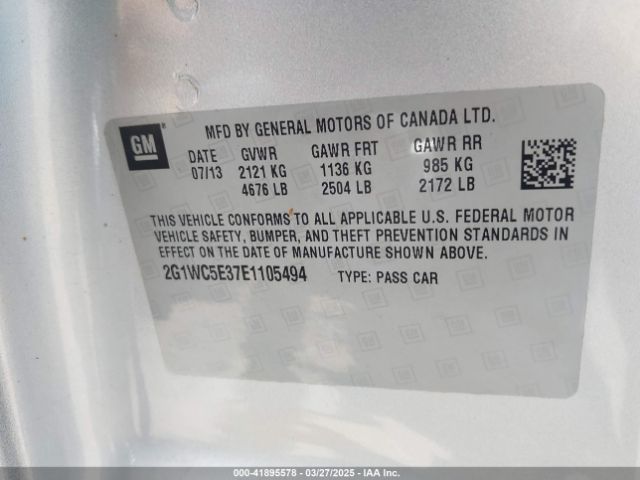 GM
MFD BY GENERAL MOTORS OF CANADA LTD.
DATE GVWR GAWR FRT GAWR RR
07/13 2121 KG 1136 KG 985 KG
4676 LB 2504 LB 2172 LB
THIS VEHICLE CONFORMS TO ALL APPLICABLE U.S. FEDERAL MOTOR
VEHICLE SAFETY, BUMPER, AND THEFT PREVENTION STANDARDS IN
EFFECT ON THE DATE OF MANUFACTURE SHOWN ABOVE.
2G1WC5E37E1105494 TYPE: PASS CAR
STOCK #: 41895578 | 03/27/2025 | IAA Inc.